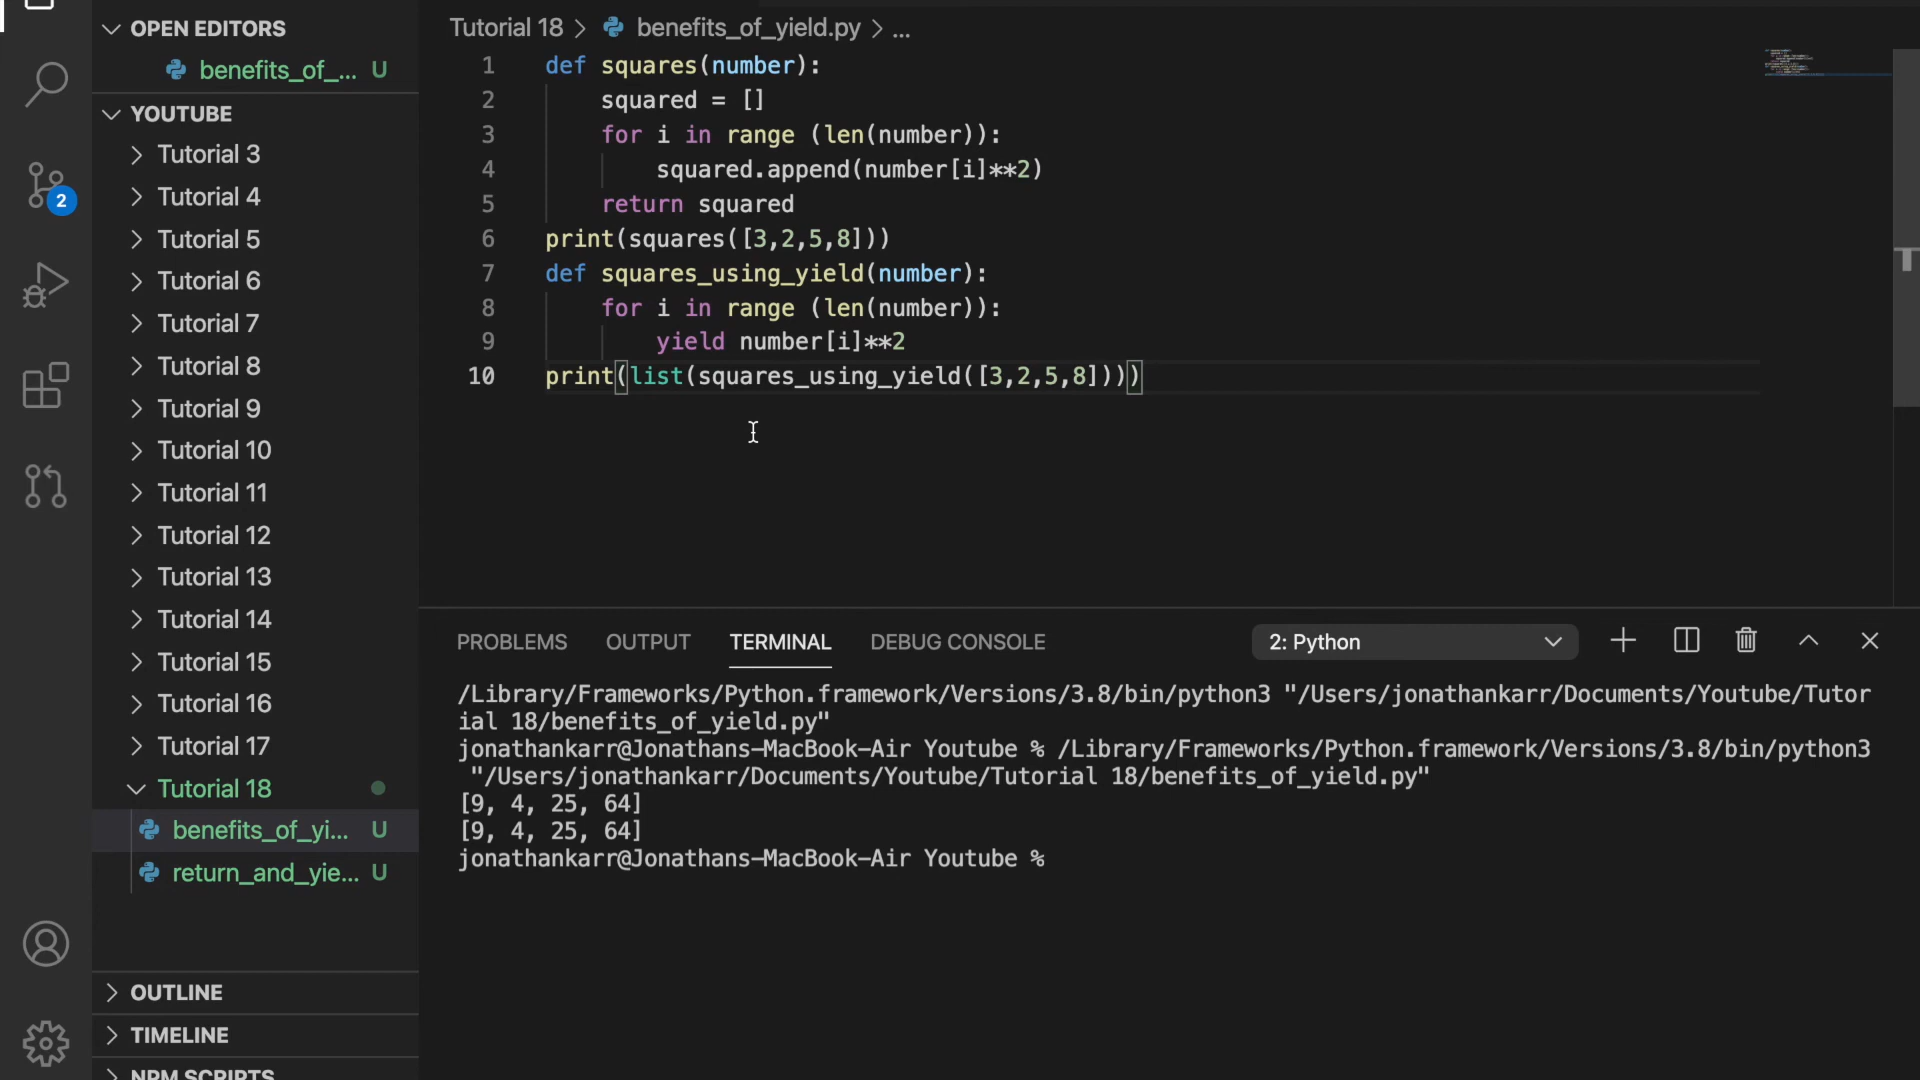 OPEN EDITORS
benefits_of_... U
YOUTUBE
Tutorial 3
Tutorial 4
Tutorial 5
Tutorial 6
Tutorial 7
Tutorial 8
Tutorial 9
Tutorial 10
Tutorial 11
Tutorial 12
Tutorial 13
Tutorial 14
Tutorial 15
Tutorial 16
Tutorial 17
Tutorial 18
benefits_of_yi... U
return_and_yie... U
OUTLINE
TIMELINE
NPM SCRIPTS
2
Tutorial 18 > benefits_of_yield.py > ...
1 def squares(number):
2 squared = []
3 for i in range (len(number)):
4 squared.append(number[i]**2)
5 return squared
6 print(squares([3,2,5,8]))
7 def squares_using_yield(number):
8 for i in range (len(number)):
9 yield number[i]**2
10 print(list(squares_using_yield([3,2,5,8])))
PROBLEMS OUTPUT TERMINAL DEBUG CONSOLE 2: Python
/Library/Frameworks/Python.framework/Versions/3.8/bin/python3 "/Users/jonathankarr/Documents/Youtube/Tutor
ial 18/benefits_of_yield.py"
jonathankarr@Jonathans-MacBook-Air Youtube % /Library/Frameworks/Python.framework/Versions/3.8/bin/python3
"/Users/jonathankarr/Documents/Youtube/Tutorial 18/benefits_of_yield.py"
[9, 4, 25, 64]
[9, 4, 25, 64]
jonathankarr@Jonathans-MacBook-Air Youtube %